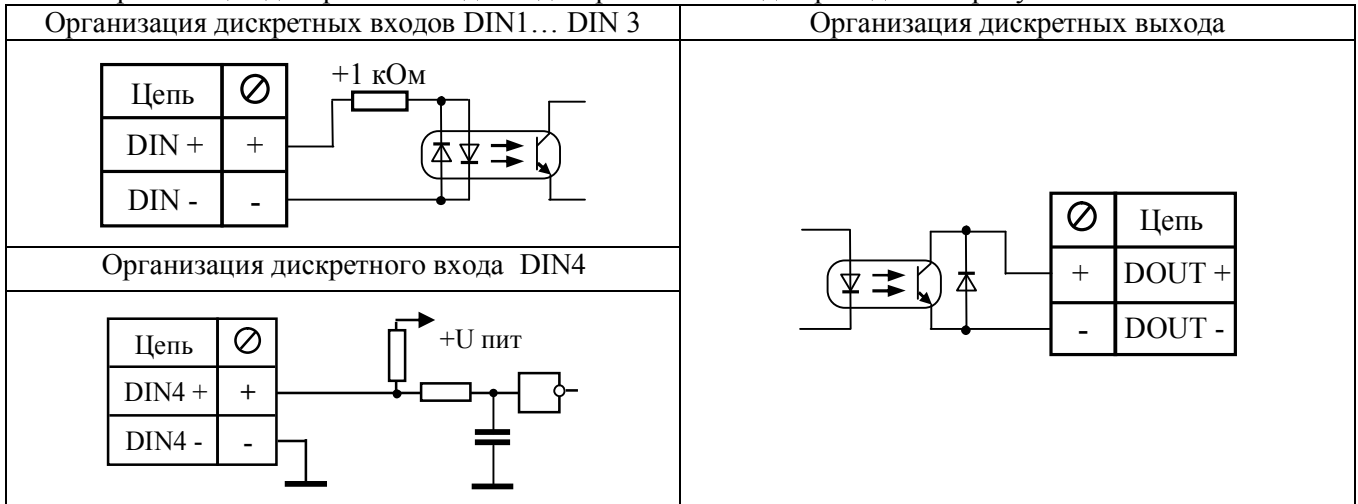 Организация дискретных входов DIN1… DIN 3
Организация дискретных выхода
Цепь
+1 кОм
DIN + +
DIN - -
Организация дискретного входа DIN4
Цепь
+U пит
DIN4 + +
DIN4 - -
Цепь
+ DOUT +
- DOUT -